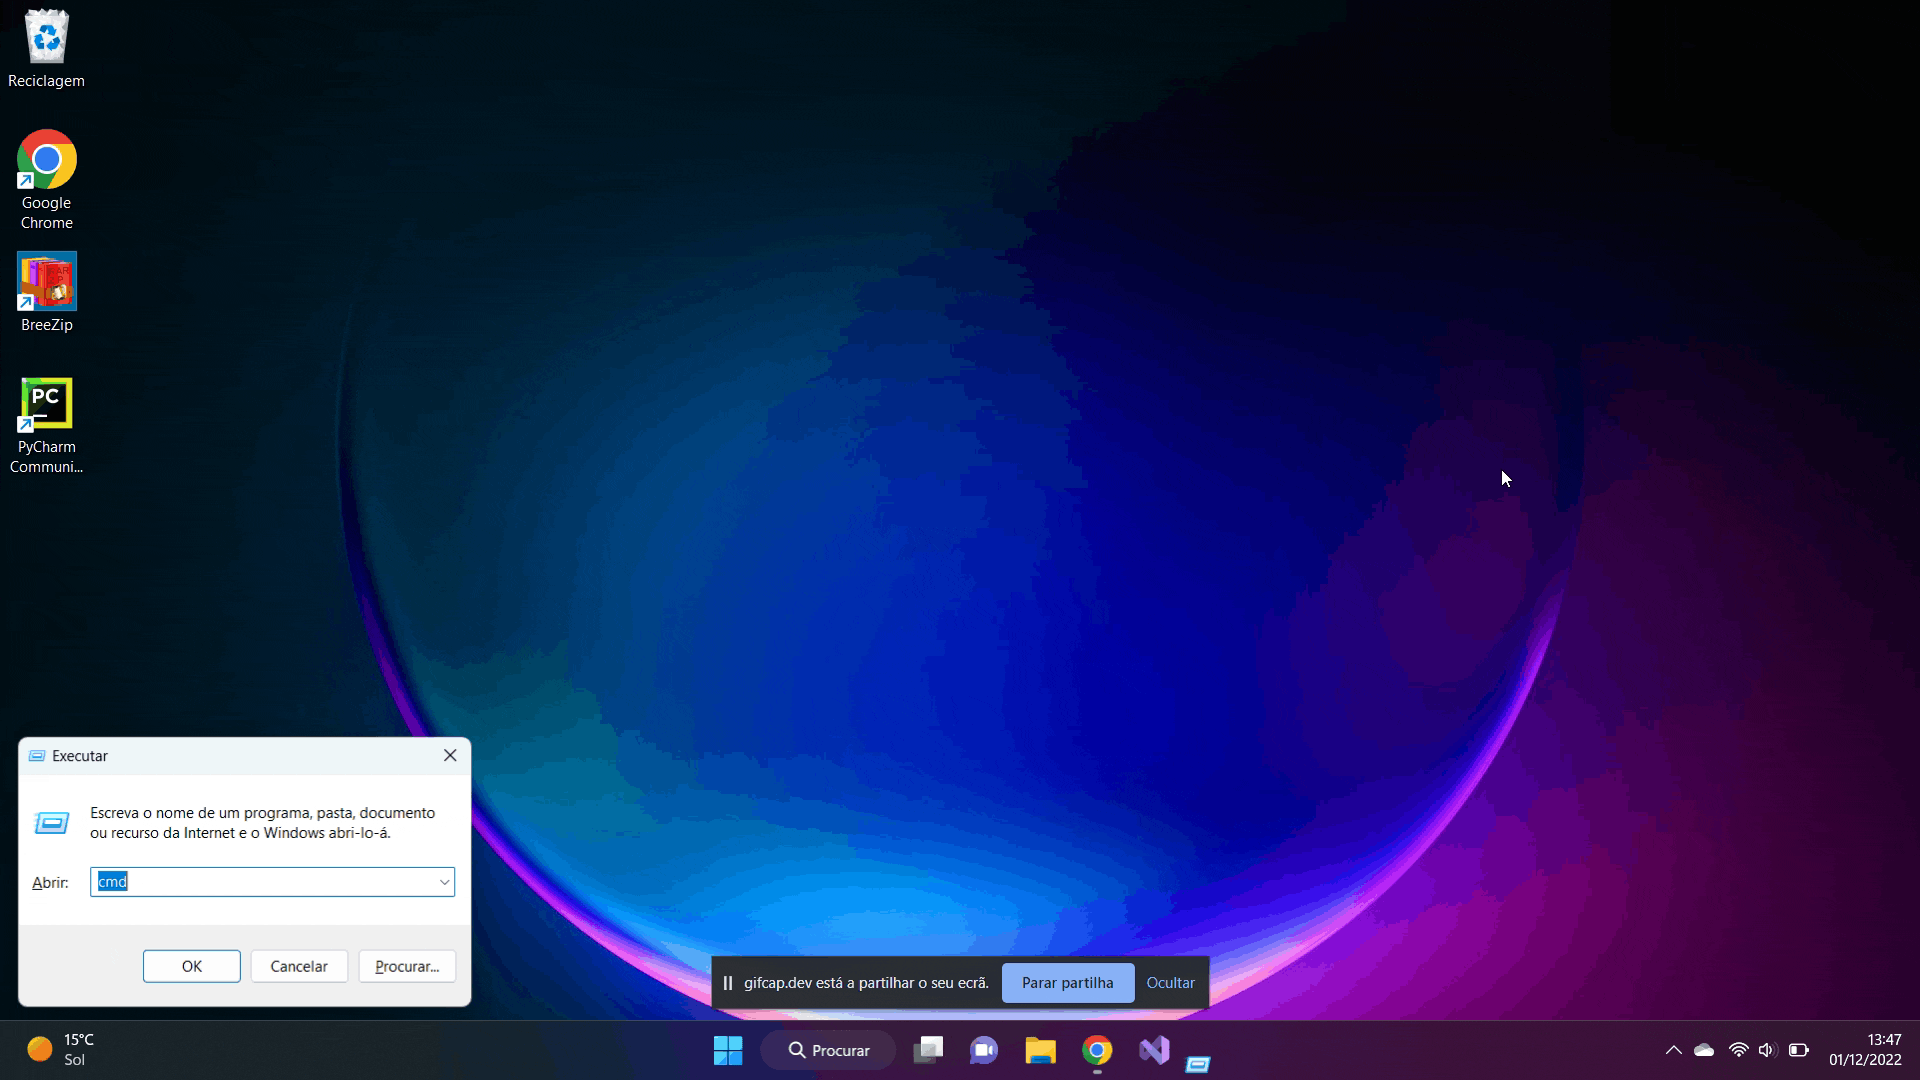 Reciclagem
Google
Chrome
BreeZip
PC
PyCharm
Communi...
Executar
Escreva o nome de um programa, pasta, documento
ou recurso da Internet e o Windows abri-lo-á.
Abrir:
cmd
OK
Cancelar
Procurar...
gifcap.dev está a partilhar o seu ecrã.
Parar partilha
Ocultar
15°C
Sol
Procurar
13:47
01/12/2022